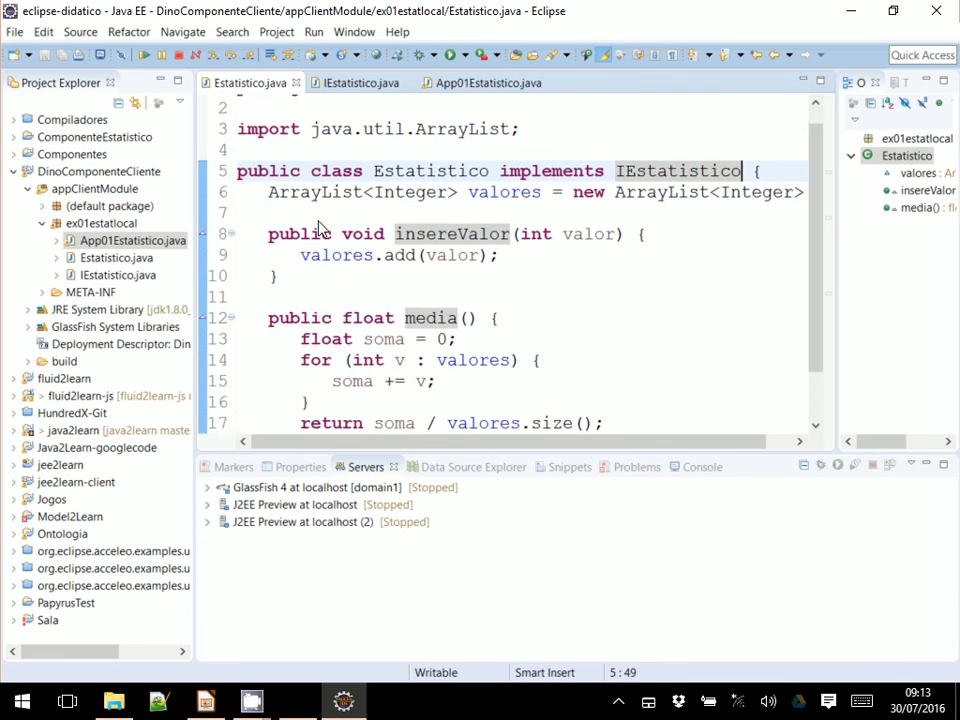 eclipse-didatico - Java EE - DinoComponenteCliente/appClientModule/ex01estatlocal/Estatistico.java - Eclipse
File Edit Source Refactor Navigate Search Project Run Window Help
Quick Access
Project Explorer
Estatistico.java
IEstatistico.java
App01Estatistico.java
O
T
Compiladores
ComponenteEstatistico
Componentes
DinoComponenteCliente
appClientModule
(default package)
ex01estatlocal
App01Estatistico.java
Estatistico.java
IEstatistico.java
META-INF
JRE System Library [jdk1.8.0_
GlassFish System Libraries
Deployment Descriptor: Din
build
fluid2learn
> fluid2learn-js [fluid2learn-js
HundredX-Git
> java2learn [java2learn maste
Java2Learn-googlecode
jee2learn
jee2learn-client
Jogos
Model2Learn
Ontologia
org.eclipse.acceleo.examples.u
org.eclipse.acceleo.examples.u
org.eclipse.acceleo.examples.u
PapyrusTest
Sala
2
3 import java.util.ArrayList;
4
5 public class Estatistico implements IEstatistico {
6 ArrayList<Integer> valores = new ArrayList<Integer>
7
8 public void insereValor(int valor) {
9 valores.add(valor);
10 }
11
12 public float media() {
13 float soma = 0;
14 for (int v : valores) {
15 soma += v;
16 }
17 return soma / valores.size();
ex01estatlocal
Estatistico
valores : Ar
insereValor
media() : fl
Markers Properties Servers Data Source Explorer Snippets Problems Console
GlassFish 4 at localhost [domain1] [Stopped]
J2EE Preview at localhost [Stopped]
J2EE Preview at localhost (2) [Stopped]
Writable Smart Insert 5 : 49
09:13
30/07/2016